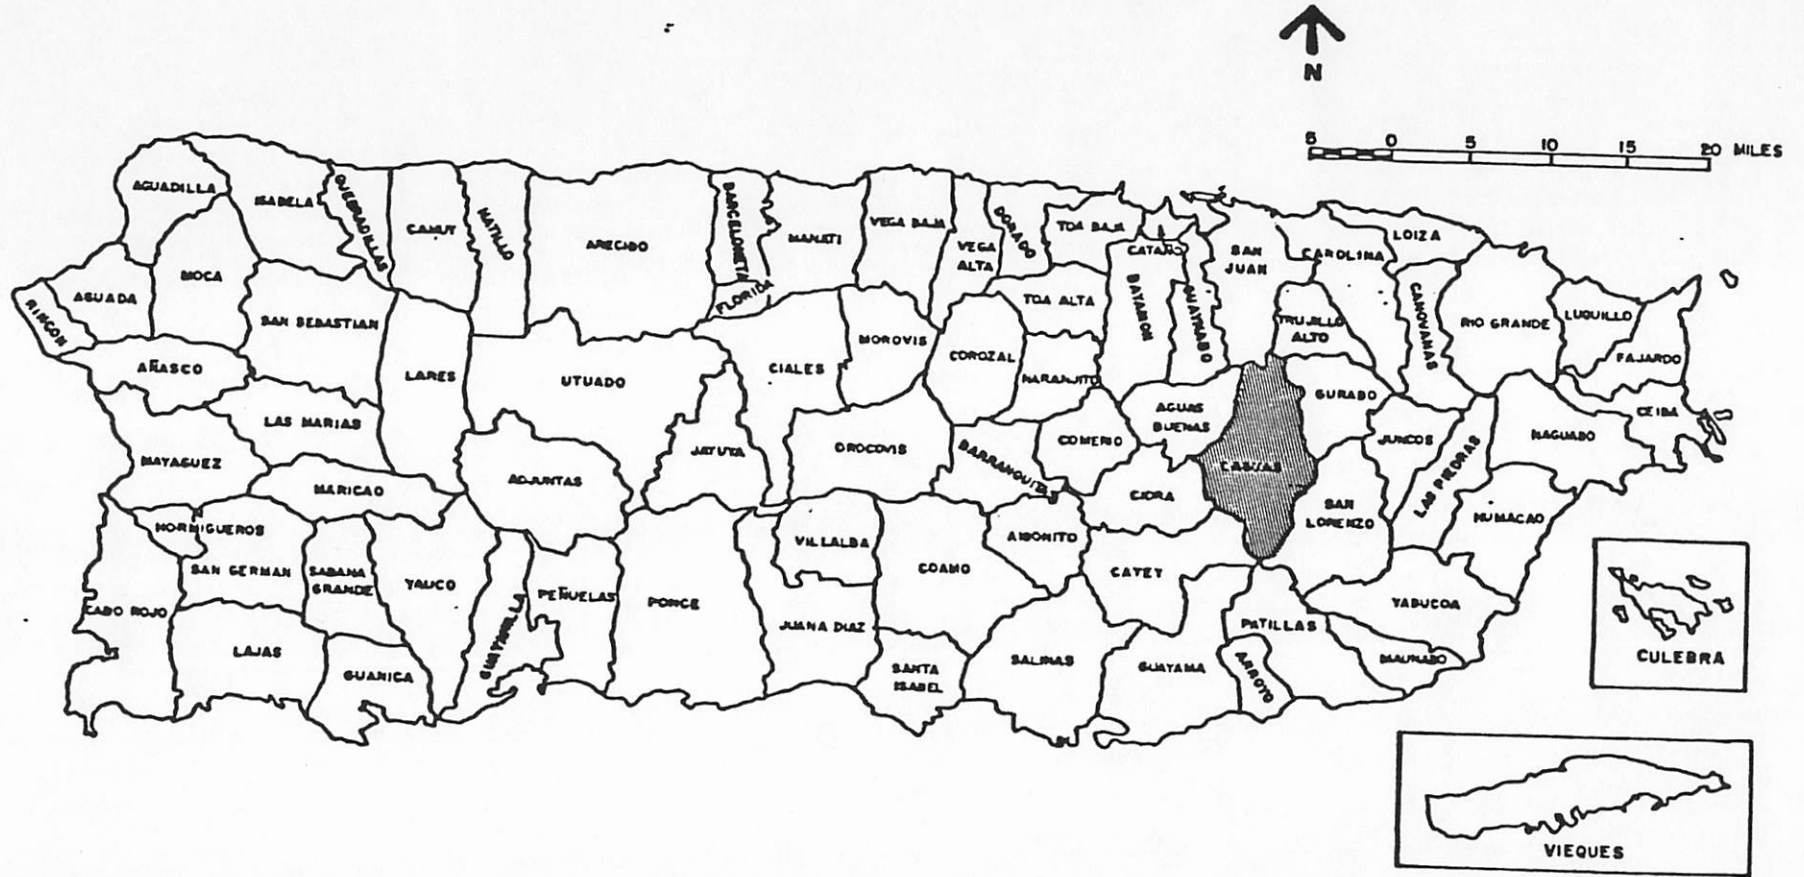 N
5 0 5 10 15 20 MILES
AGUADILLA
ISABELA
QUEBRADILLAS
CAMUY
HATILLO
ARECIBO
BARCELONETA
MANATI
VEGA BAJA
VEGA
ALTA
DORADO
TOA BAJA
CATAÑO
SAN
JUAN
CAROLINA
LOIZA
RINCON
AGUADA
MOCA
SAN SEBASTIAN
FLORIDA
TOA ALTA
BAYAMON
GUAYNABO
TRUJILLO
ALTO
CANOVANAS
RIO GRANDE
LUQUILLO
FAJARDO
AÑASCO
LARES
UTUADO
CIALES
MOROVIS
COROZAL
NARANJITO
AGUAS
BUENAS
GURABO
CEIBA
LAS MARIAS
MAYAGUEZ
MARICAO
ADJUNTAS
JAYUYA
OROCOVIS
BARRANQUITAS
COMERIO
CIDRA
CAGUAS
JUNCOS
LAS PIEDRAS
NAGUABO
SAN
LORENZO
HUMACAO
HORMIGUEROS
SAN GERMAN
SABANA
GRANDE
YAUCO
GUAYANILLA
PEÑUELAS
PONCE
VILLALBA
COAMO
AIBONITO
CAYEY
CABO ROJO
LAJAS
GUANICA
JUANA DIAZ
SANTA
ISABEL
SALINAS
GUAYAMA
ARROYO
PATILLAS
YABUCOA
MAUNABO
CULEBRA
VIEQUES